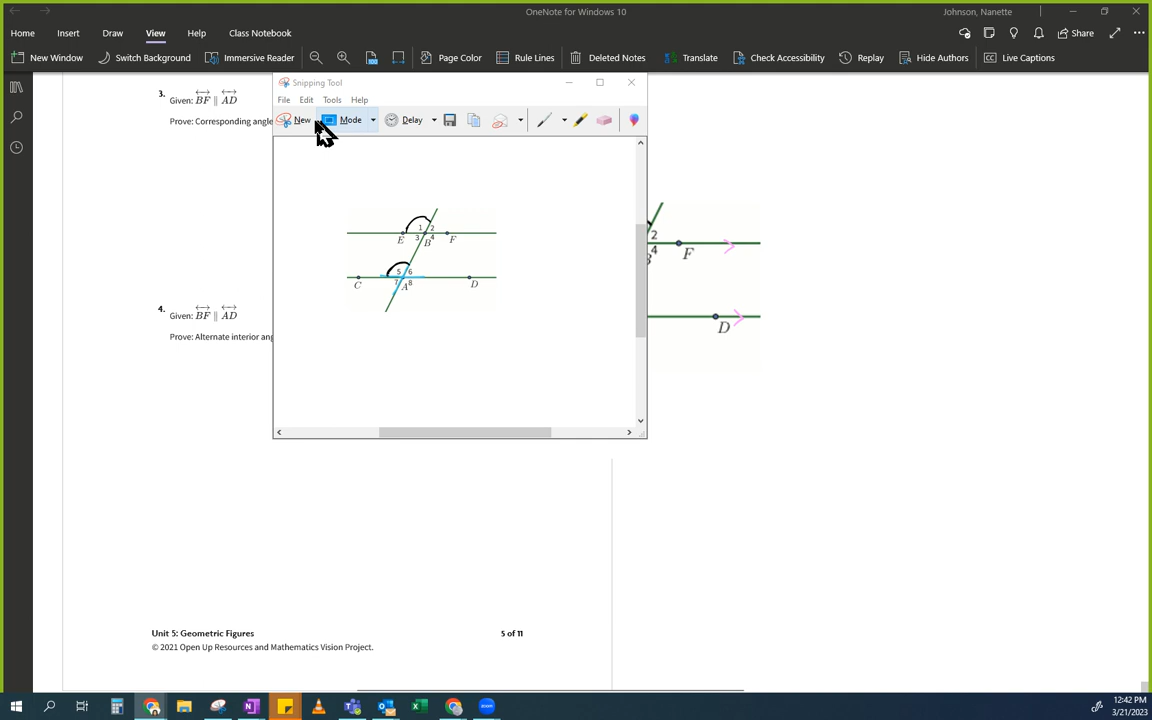 OneNote for Windows 10
Johnson, Nanette
Home Insert Draw View Help Class Notebook
Share
New Window Switch Background Immersive Reader Page Color Rule Lines Deleted Notes Translate Check Accessibility Replay Hide Authors Live Captions
3. Given: BF ∥ AD
Prove: Corresponding angle
Snipping Tool
File Edit Tools Help
New Mode Delay
1 2
E 3 B 4 F
5 6
C 7 A 8 D
2
4 F
D
4. Given: BF ∥ AD
Prove: Alternate interior ang
Unit 5: Geometric Figures 5 of 11
© 2021 Open Up Resources and Mathematics Vision Project.
12:42 PM
3/21/2023